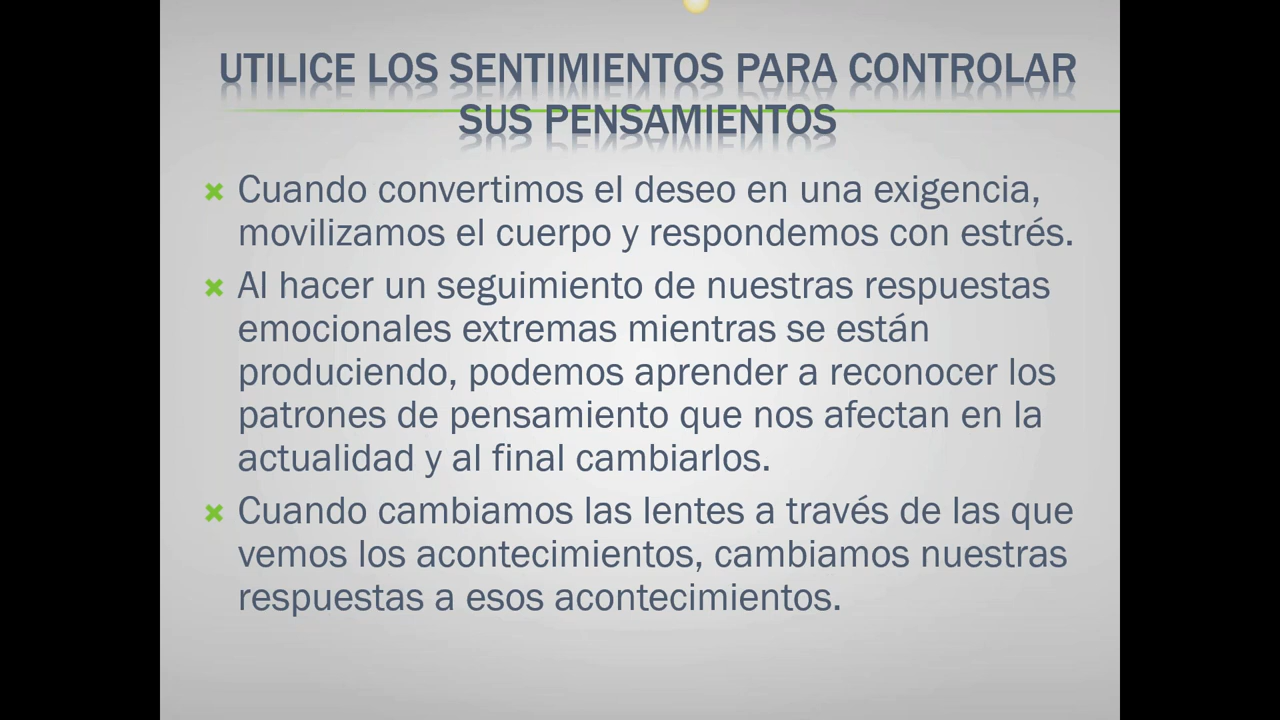 UTILICE LOS SENTIMIENTOS PARA CONTROLAR
SUS PENSAMIENTOS
Cuando convertimos el deseo en una exigencia,
movilizamos el cuerpo y respondemos con estrés.
Al hacer un seguimiento de nuestras respuestas
emocionales extremas mientras se están
produciendo, podemos aprender a reconocer los
patrones de pensamiento que nos afectan en la
actualidad y al final cambiarlos.
Cuando cambiamos las lentes a través de las que
vemos los acontecimientos, cambiamos nuestras
respuestas a esos acontecimientos.